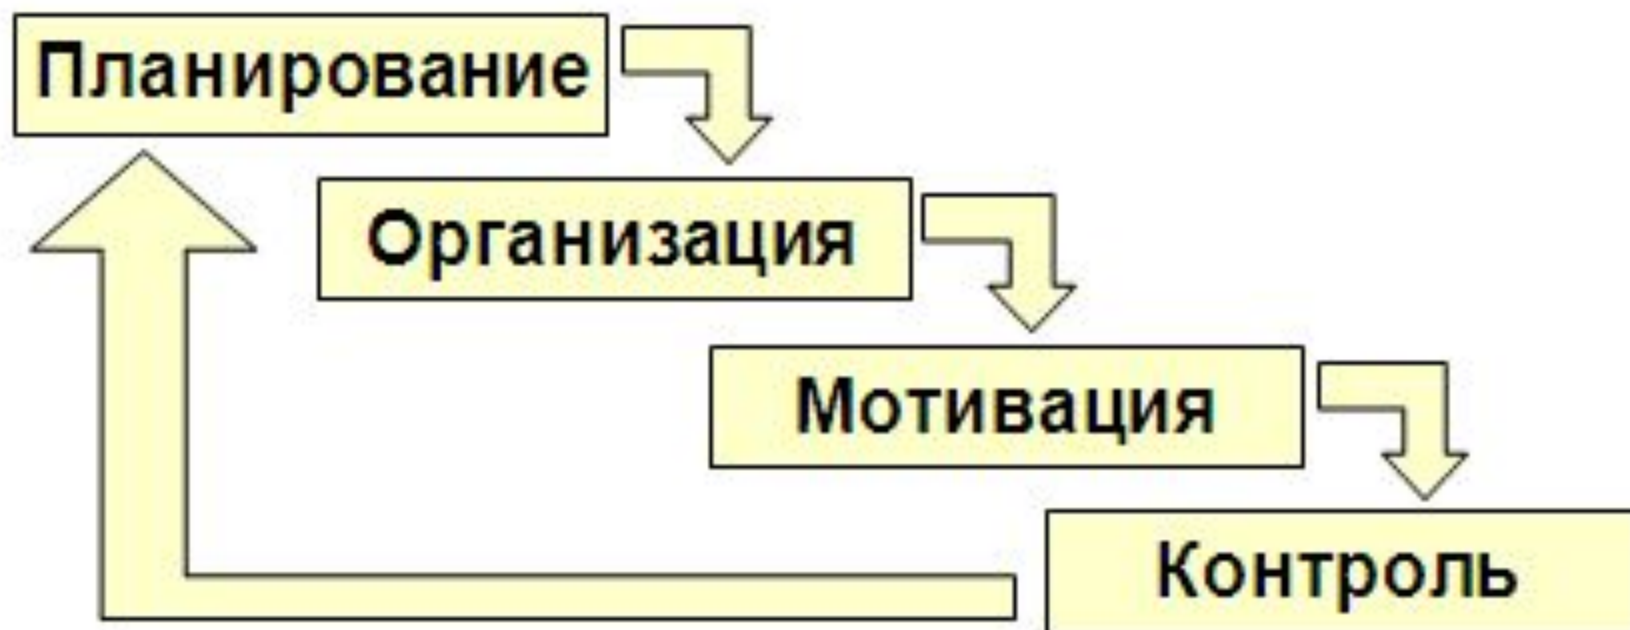 Планирование
Организация
Мотивация
Контроль